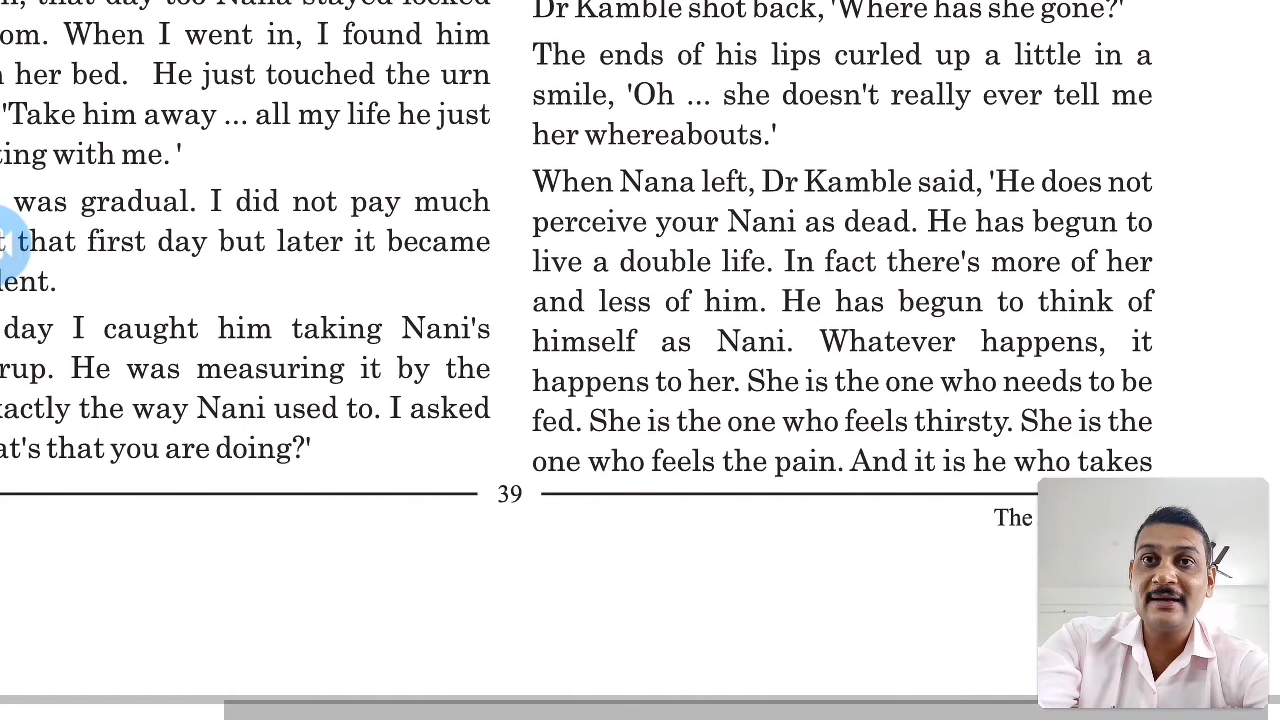 that day too Nana stayed locked
om. When I went in, I found him
her bed. He just touched the urn
'Take him away ... all my life he just
ting with me. '
was gradual. I did not pay much
that first day but later it became
ent.
day I caught him taking Nani's
rup. He was measuring it by the
xactly the way Nani used to. I asked
at's that you are doing?'
Dr Kamble shot back, 'Where has she gone?'
The ends of his lips curled up a little in a
smile, 'Oh ... she doesn't really ever tell me
her whereabouts.'
When Nana left, Dr Kamble said, 'He does not
perceive your Nani as dead. He has begun to
live a double life. In fact there's more of her
and less of him. He has begun to think of
himself as Nani. Whatever happens, it
happens to her. She is the one who needs to be
fed. She is the one who feels thirsty. She is the
one who feels the pain. And it is he who takes
39
The